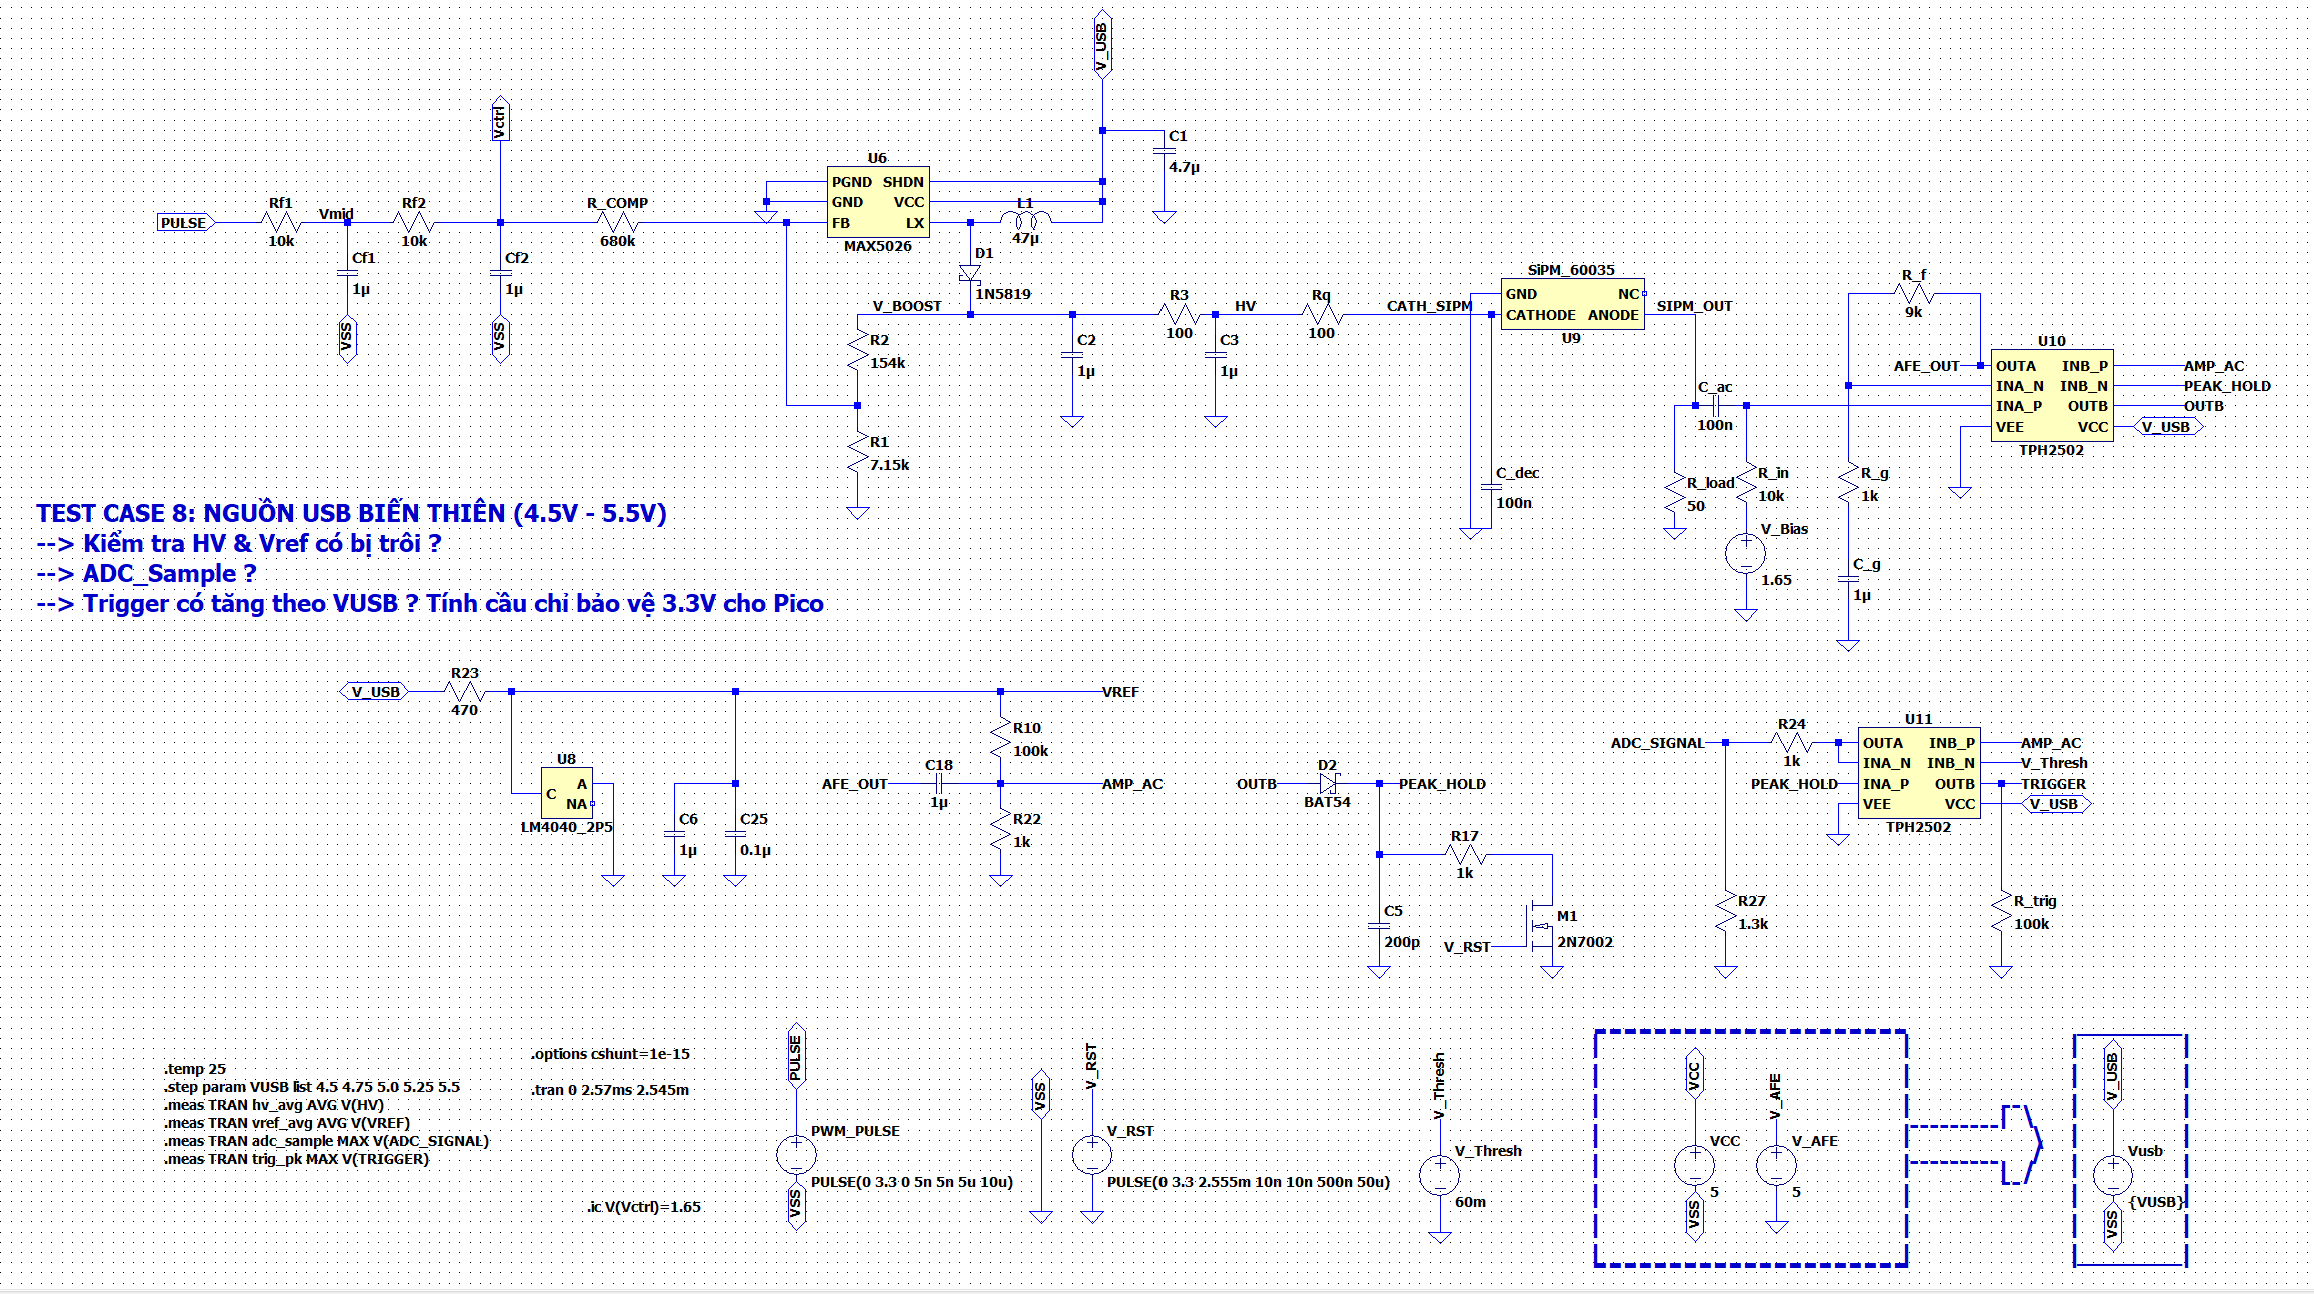 V_USB
Vctrl
C1
4.7µ
U6
PGND SHDN
GND VCC
FB LX
MAX5026
PULSE
Rf1
10k
Vmid
Rf2
10k
R_COMP
680k
L1
47µ
Cf1
1µ
Cf2
1µ
VSS
VSS
D1
1N5819
V_BOOST
R3
100
HV
Rq
100
CATH_SIPM
SiPM_60035
GND NC
CATHODE ANODE
U9
SIPM_OUT
R_f
9k
R2
154k
C2
1µ
C3
1µ
U10
AFE_OUT
OUTA INB_P
INA_N INB_N
INA_P OUTB
VEE VCC
TPH2502
AMP_AC
PEAK_HOLD
OUTB
V_USB
C_ac
100n
R1
7.15k
C_dec
100n
R_load
50
R_in
10k
R_g
1k
V_Bias
1.65
C_g
1µ
TEST CASE 8: NGUỒN USB BIẾN THIÊN (4.5V - 5.5V)
--> Kiểm tra HV & Vref có bị trôi ?
--> ADC_Sample ?
--> Trigger có tăng theo VUSB ? Tính cầu chỉ bảo vệ 3.3V cho Pico
V_USB
R23
470
VREF
U8
C A
NA
LM4040_2P5
C6
1µ
C25
0.1µ
R10
100k
AFE_OUT
C18
1µ
AMP_AC
R22
1k
OUTB
D2
BAT54
PEAK_HOLD
R17
1k
C5
200p
V_RST
M1
2N7002
ADC_SIGNAL
R24
1k
U11
OUTA INB_P
INA_N INB_N
INA_P OUTB
VEE VCC
TPH2502
PEAK_HOLD
AMP_AC
V_Thresh
TRIGGER
V_USB
R27
1.3k
R_trig
100k
.temp 25
.step param VUSB list 4.5 4.75 5.0 5.25 5.5
.meas TRAN hv_avg AVG V(HV)
.meas TRAN vref_avg AVG V(VREF)
.meas TRAN adc_sample MAX V(ADC_SIGNAL)
.meas TRAN trig_pk MAX V(TRIGGER)
.options cshunt=1e-15
.tran 0 2.57ms 2.545m
.ic V(Vctrl)=1.65
PULSE
PWM_PULSE
PULSE(0 3.3 0 5n 5n 5u 10u)
VSS
VSS
V_RST
V_RST
PULSE(0 3.3 2.555m 10n 10n 500n 50u)
V_Thresh
V_Thresh
60m
VCC
VCC
5
VSS
V_AFE
V_AFE
5
V_USB
Vusb
{VUSB}
VSS